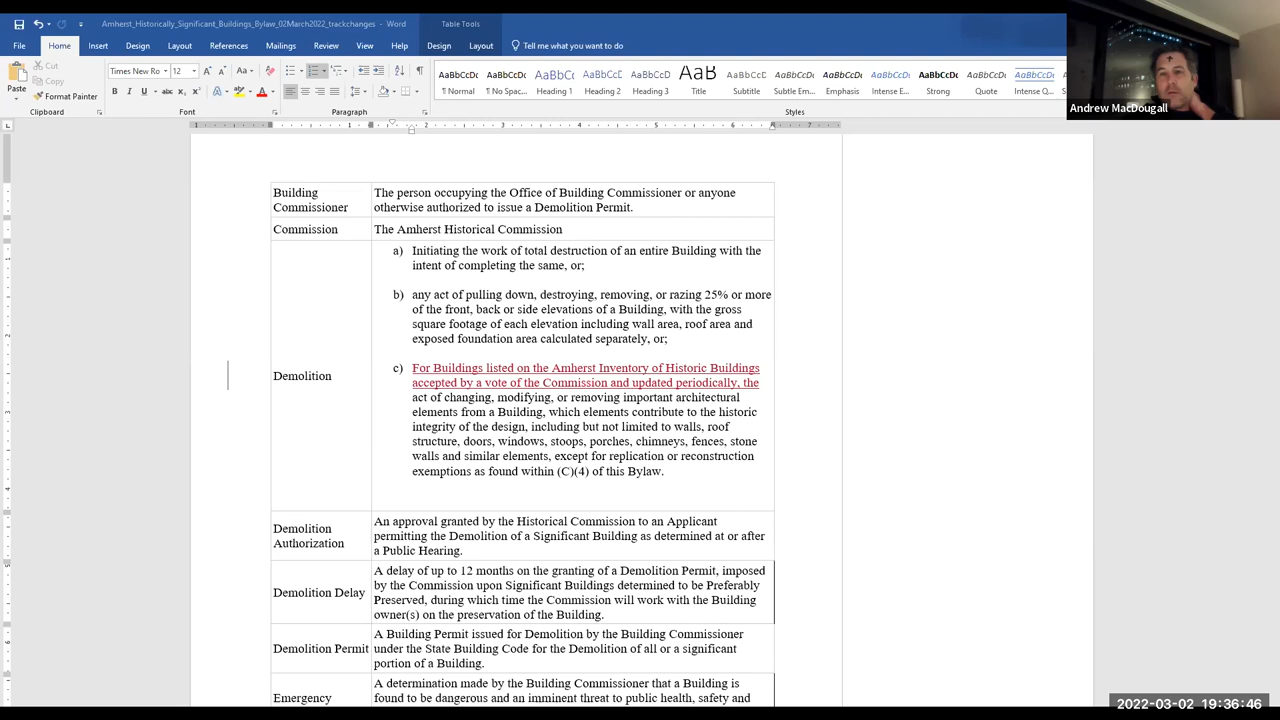 Amherst_Historically_Significant_Buildings_Bylaw_02March2022_trackchanges - Word
Table Tools
File Home Insert Design Layout References Mailings Review View Help Design Layout Tell me what you want to do
Paste
Cut
Copy
Format Painter
Clipboard
Times New Ro 12
Font
Paragraph
AaBbCcDc AaBbCcDc AaBbCc AaBbCcD AaBbCcD AaB AaBbCcD AaBbCcDt AaBbCcDt AaBbCcDt AaBbCcDc AaBbCcDt AaBbCcDt
¶ Normal ¶ No Spac... Heading 1 Heading 2 Heading 3 Title Subtitle Subtle Em... Emphasis Intense E... Strong Quote Intense Q...
Styles
Andrew MacDougall
Building Commissioner
The person occupying the Office of Building Commissioner or anyone
otherwise authorized to issue a Demolition Permit.
Commission
The Amherst Historical Commission
Demolition
a) Initiating the work of total destruction of an entire Building with the
intent of completing the same, or;
b) any act of pulling down, destroying, removing, or razing 25% or more
of the front, back or side elevations of a Building, with the gross
square footage of each elevation including wall area, roof area and
exposed foundation area calculated separately, or;
c) For Buildings listed on the Amherst Inventory of Historic Buildings
accepted by a vote of the Commission and updated periodically, the
act of changing, modifying, or removing important architectural
elements from a Building, which elements contribute to the historic
integrity of the design, including but not limited to walls, roof
structure, doors, windows, stoops, porches, chimneys, fences, stone
walls and similar elements, except for replication or reconstruction
exemptions as found within (C)(4) of this Bylaw.
Demolition
Authorization
An approval granted by the Historical Commission to an Applicant
permitting the Demolition of a Significant Building as determined at or after
a Public Hearing.
Demolition Delay
A delay of up to 12 months on the granting of a Demolition Permit, imposed
by the Commission upon Significant Buildings determined to be Preferably
Preserved, during which time the Commission will work with the Building
owner(s) on the preservation of the Building.
Demolition Permit
A Building Permit issued for Demolition by the Building Commissioner
under the State Building Code for the Demolition of all or a significant
portion of a Building.
Emergency
A determination made by the Building Commissioner that a Building is
found to be dangerous and an imminent threat to public health, safety and
2022-03-02 19:36:46